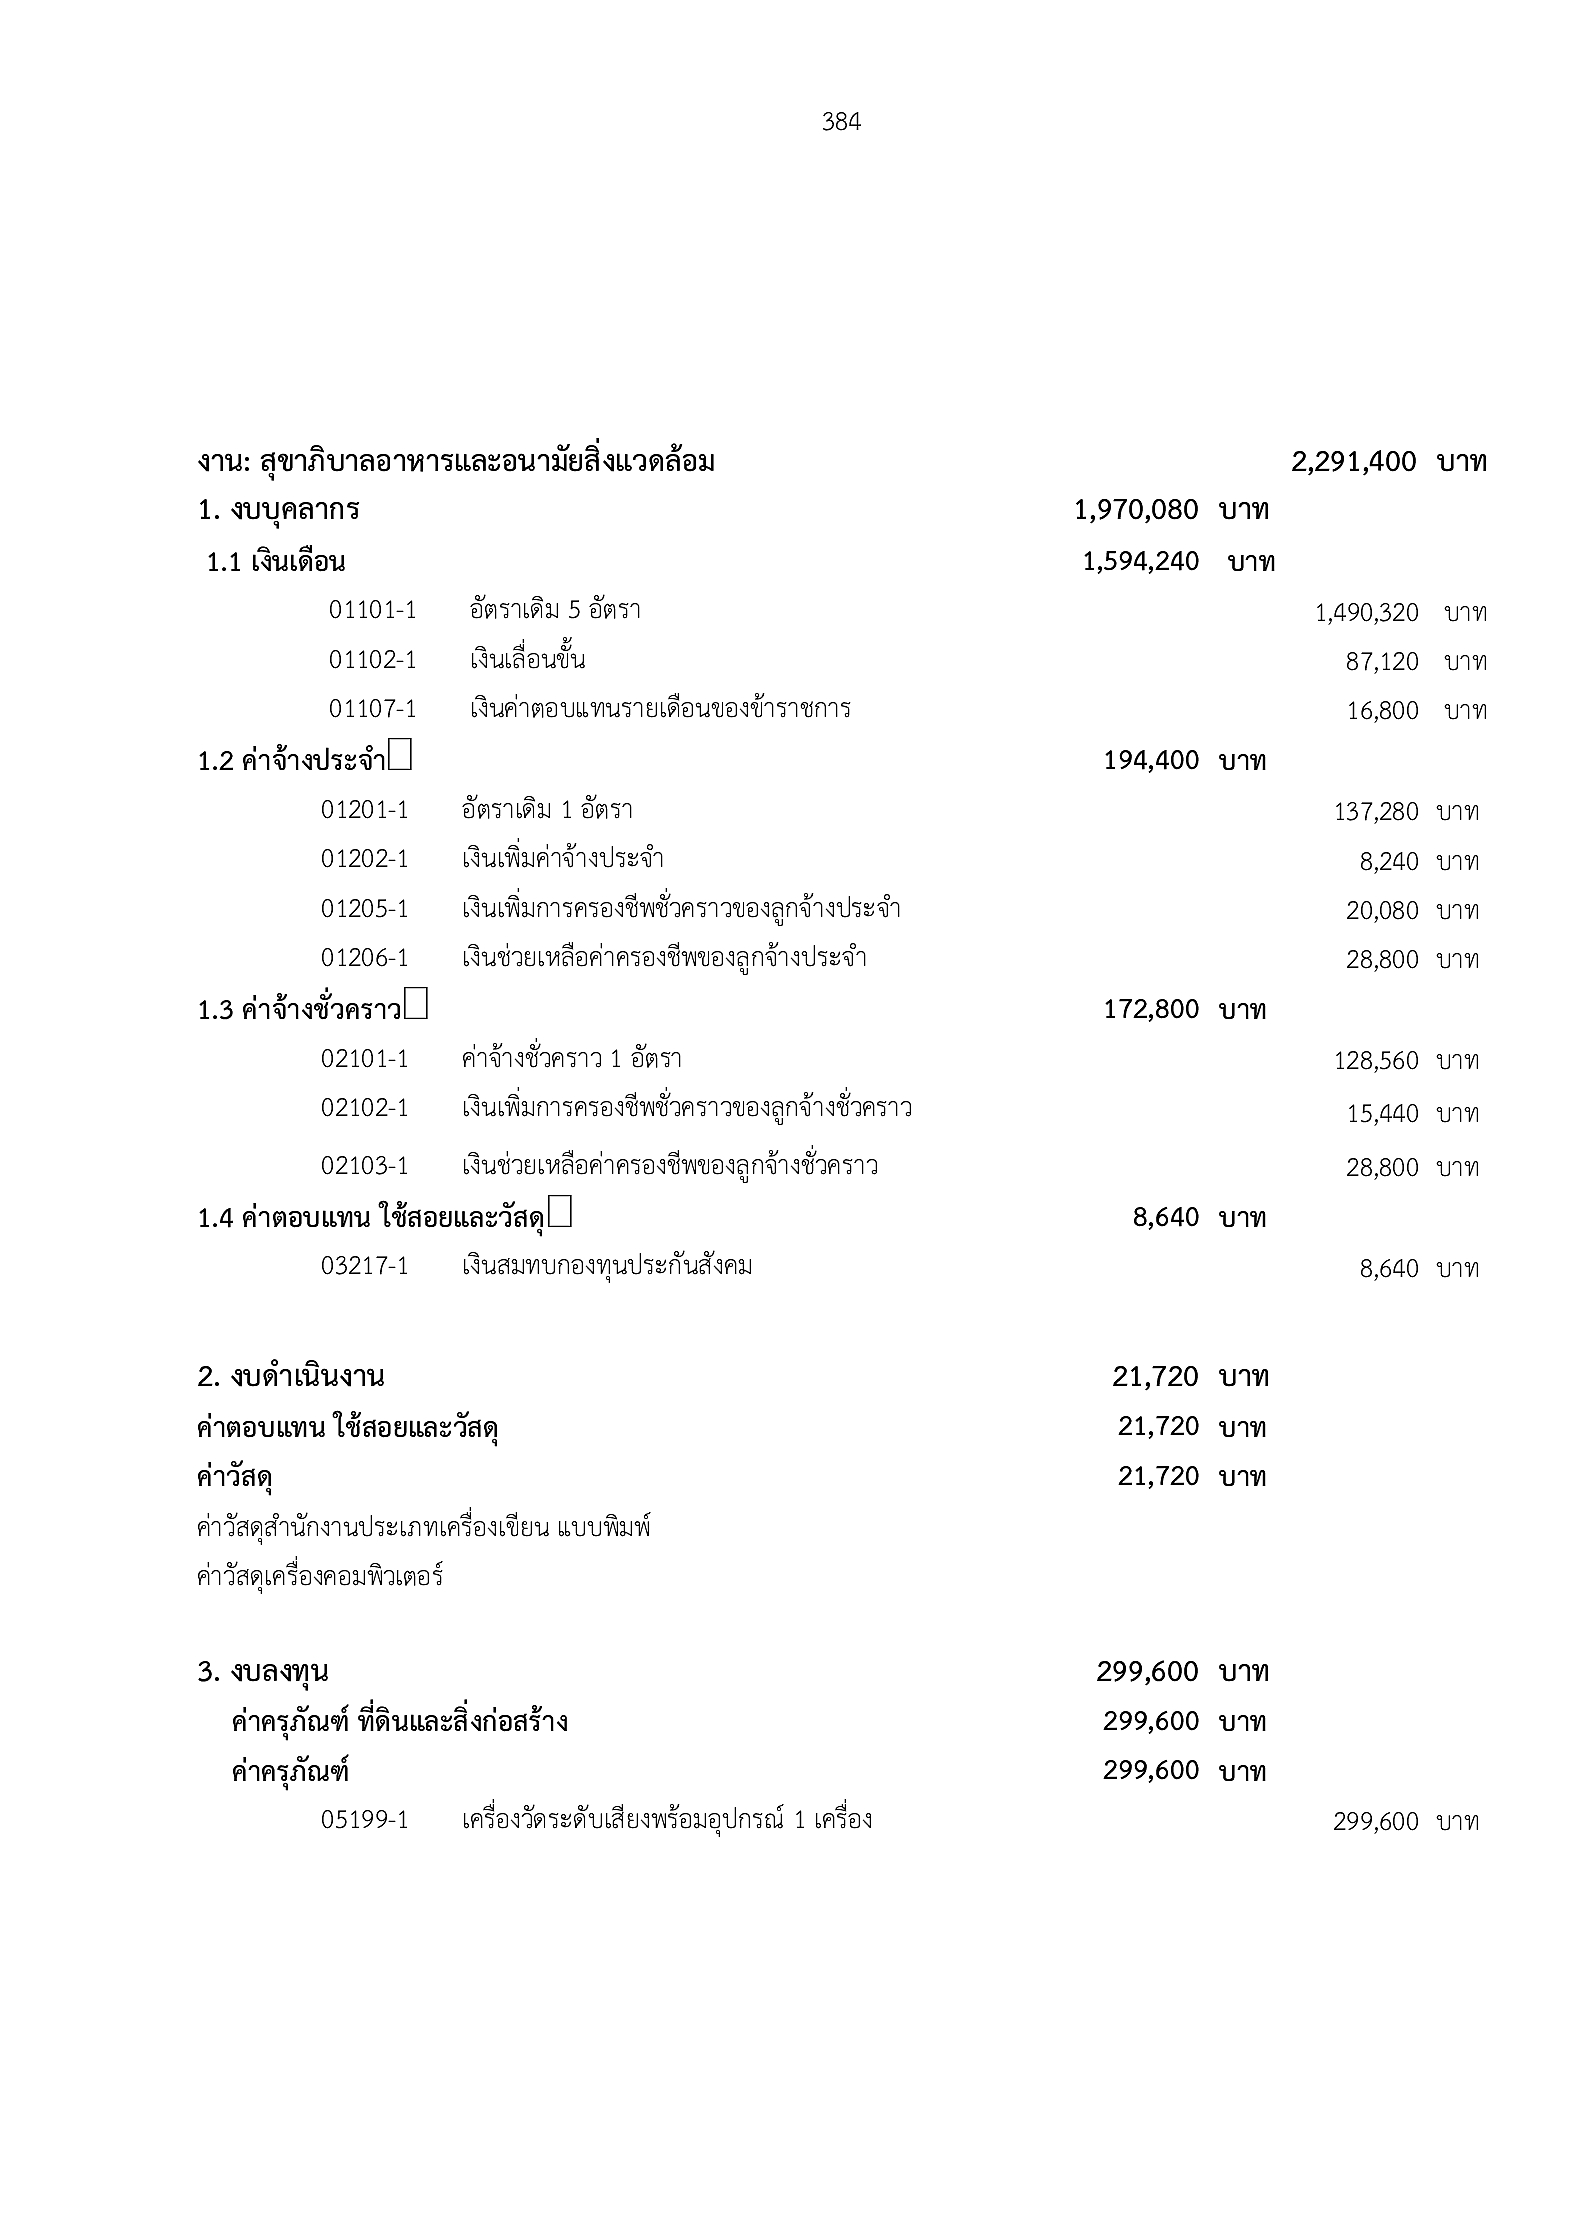 384
งาน: สุขาภิบาลอาหารและอนามัยสิ่งแวดล้อม 2,291,400 บาท
1. งบบุคลากร 1,970,080 บาท
1.1 เงินเดือน 1,594,240 บาท
01101-1 อัตราเดิม 5 อัตรา 1,490,320 บาท
01102-1 เงินเลื่อนขั้น 87,120 บาท
01107-1 เงินค่าตอบแทนรายเดือนของข้าราชการ 16,800 บาท
1.2 ค่าจ้างประจำ 194,400 บาท
01201-1 อัตราเดิม 1 อัตรา 137,280 บาท
01202-1 เงินเพิ่มค่าจ้างประจำ 8,240 บาท
01205-1 เงินเพิ่มการครองชีพชั่วคราวของลูกจ้างประจำ 20,080 บาท
01206-1 เงินช่วยเหลือค่าครองชีพของลูกจ้างประจำ 28,800 บาท
1.3 ค่าจ้างชั่วคราว 172,800 บาท
02101-1 ค่าจ้างชั่วคราว 1 อัตรา 128,560 บาท
02102-1 เงินเพิ่มการครองชีพชั่วคราวของลูกจ้างชั่วคราว 15,440 บาท
02103-1 เงินช่วยเหลือค่าครองชีพของลูกจ้างชั่วคราว 28,800 บาท
1.4 ค่าตอบแทน ใช้สอยและวัสดุ 8,640 บาท
03217-1 เงินสมทบกองทุนประกันสังคม 8,640 บาท
2. งบดำเนินงาน 21,720 บาท
ค่าตอบแทน ใช้สอยและวัสดุ 21,720 บาท
ค่าวัสดุ 21,720 บาท
ค่าวัสดุสำนักงานประเภทเครื่องเขียน แบบพิมพ์
ค่าวัสดุเครื่องคอมพิวเตอร์
3. งบลงทุน 299,600 บาท
ค่าครุภัณฑ์ ที่ดินและสิ่งก่อสร้าง 299,600 บาท
ค่าครุภัณฑ์ 299,600 บาท
05199-1 เครื่องวัดระดับเสียงพร้อมอุปกรณ์ 1 เครื่อง 299,600 บาท